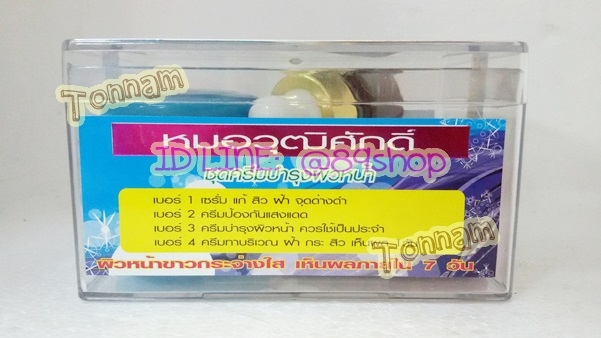 Tonnam
Tonnam
หมอวุฒิศักดิ์
ID LINE: @89shop
ชุดครีมบำรุงผิวหน้า
เบอร์ 1 เซรั่ม แก้ สิว ฝ้า จุดด่างดำ
เบอร์ 2 ครีมป้องกันแสงแดด
เบอร์ 3 ครีมบำรุงผิวหน้า ควรใช้เป็นประจำ
เบอร์ 4 ครีมทาบริเวณ ฝ้า กระ สิว
Tonnam
ผิวหน้าขาวกระจ่างใส เห็นผลภายใน 7 วัน
Tonnam